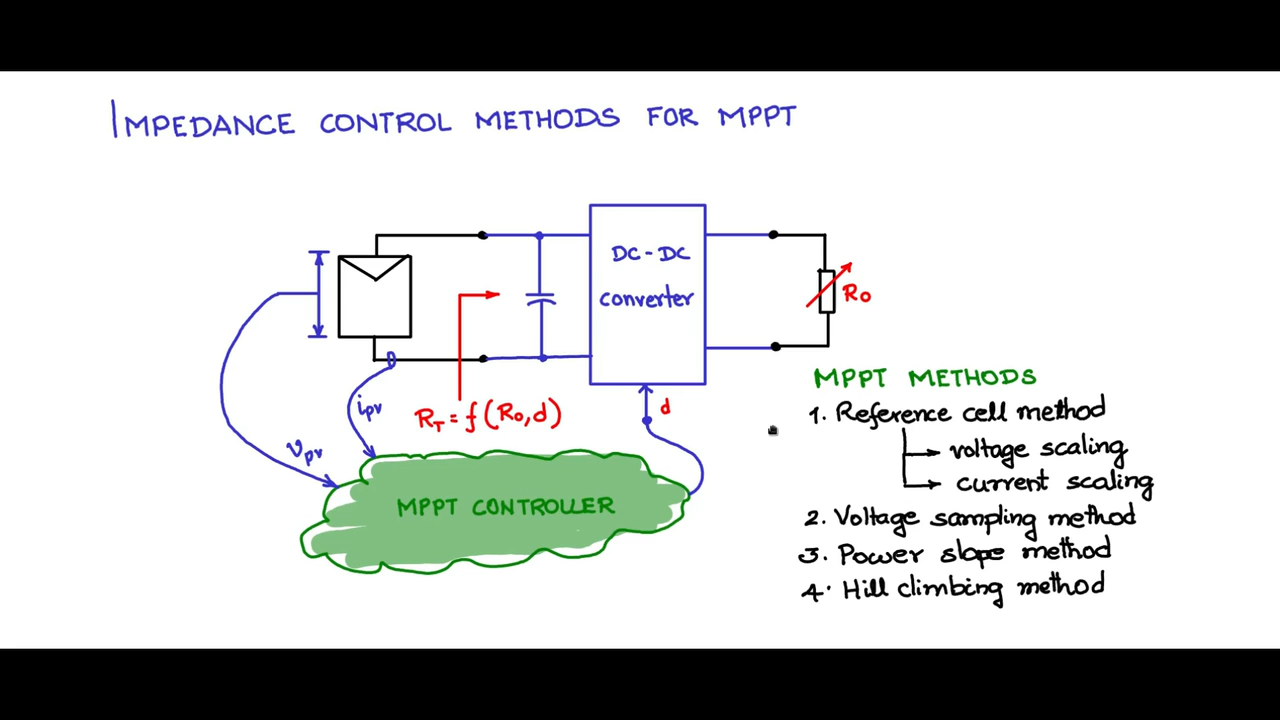 IMPEDANCE CONTROL METHODS FOR MPPT
DC-DC
converter
Ro
RT = f(Ro,d)
d
ipv
vpv
MPPT CONTROLLER
MPPT METHODS
1. Reference cell method
voltage scaling
current scaling
2. Voltage sampling method
3. Power slope method
4. Hill climbing method